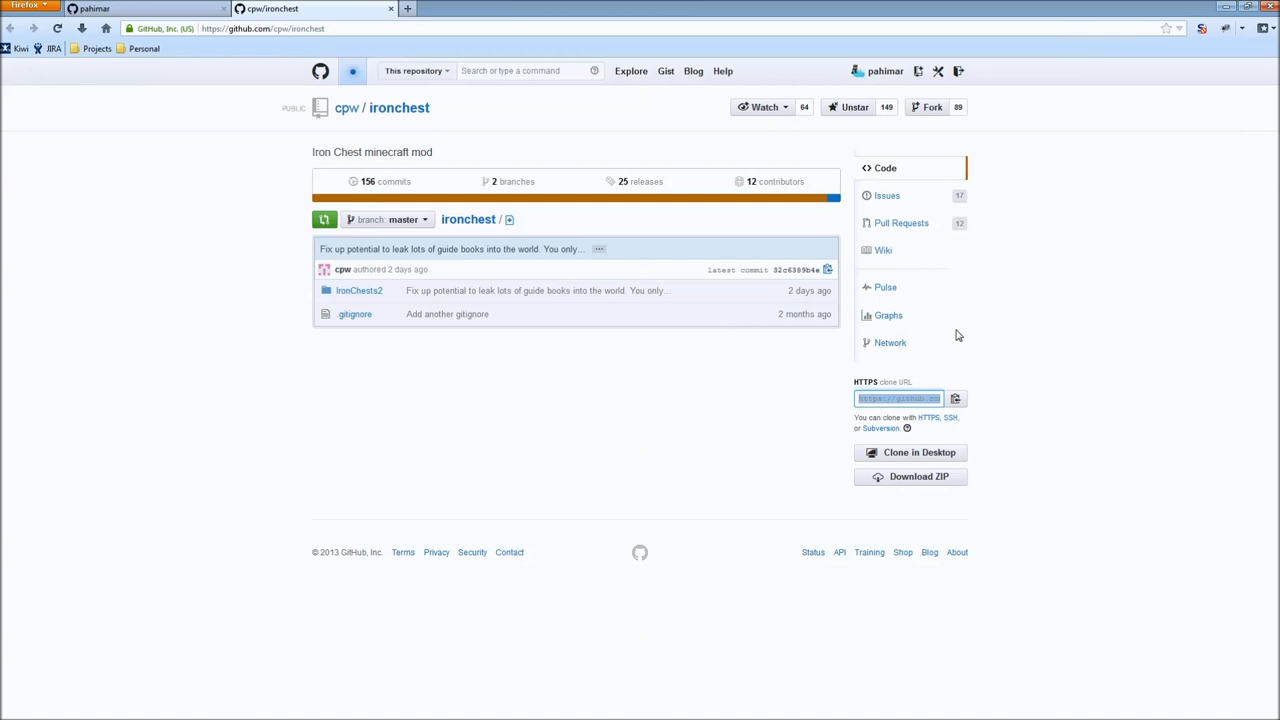 Firefox
pahimar
cpw/ironchest
GitHub, Inc. (US)
https://github.com/cpw/ironchest
Kiwi
JIRA
Projects
Personal
This repository
Search or type a command
Explore
Gist
Blog
Help
pahimar
PUBLIC
cpw / ironchest
Watch
64
Unstar
149
Fork
89
Iron Chest minecraft mod
156 commits
2 branches
25 releases
12 contributors
branch: master
ironchest /
Fix up potential to leak lots of guide books into the world. You only…
cpw authored 2 days ago
latest commit 32c6389b4e
IronChests2
Fix up potential to leak lots of guide books into the world. You only…
2 days ago
.gitignore
Add another gitignore
2 months ago
Code
Issues
17
Pull Requests
12
Wiki
Pulse
Graphs
Network
HTTPS clone URL
https://github.co
You can clone with HTTPS, SSH,
or Subversion.
Clone in Desktop
Download ZIP
© 2013 GitHub, Inc.
Terms
Privacy
Security
Contact
Status
API
Training
Shop
Blog
About